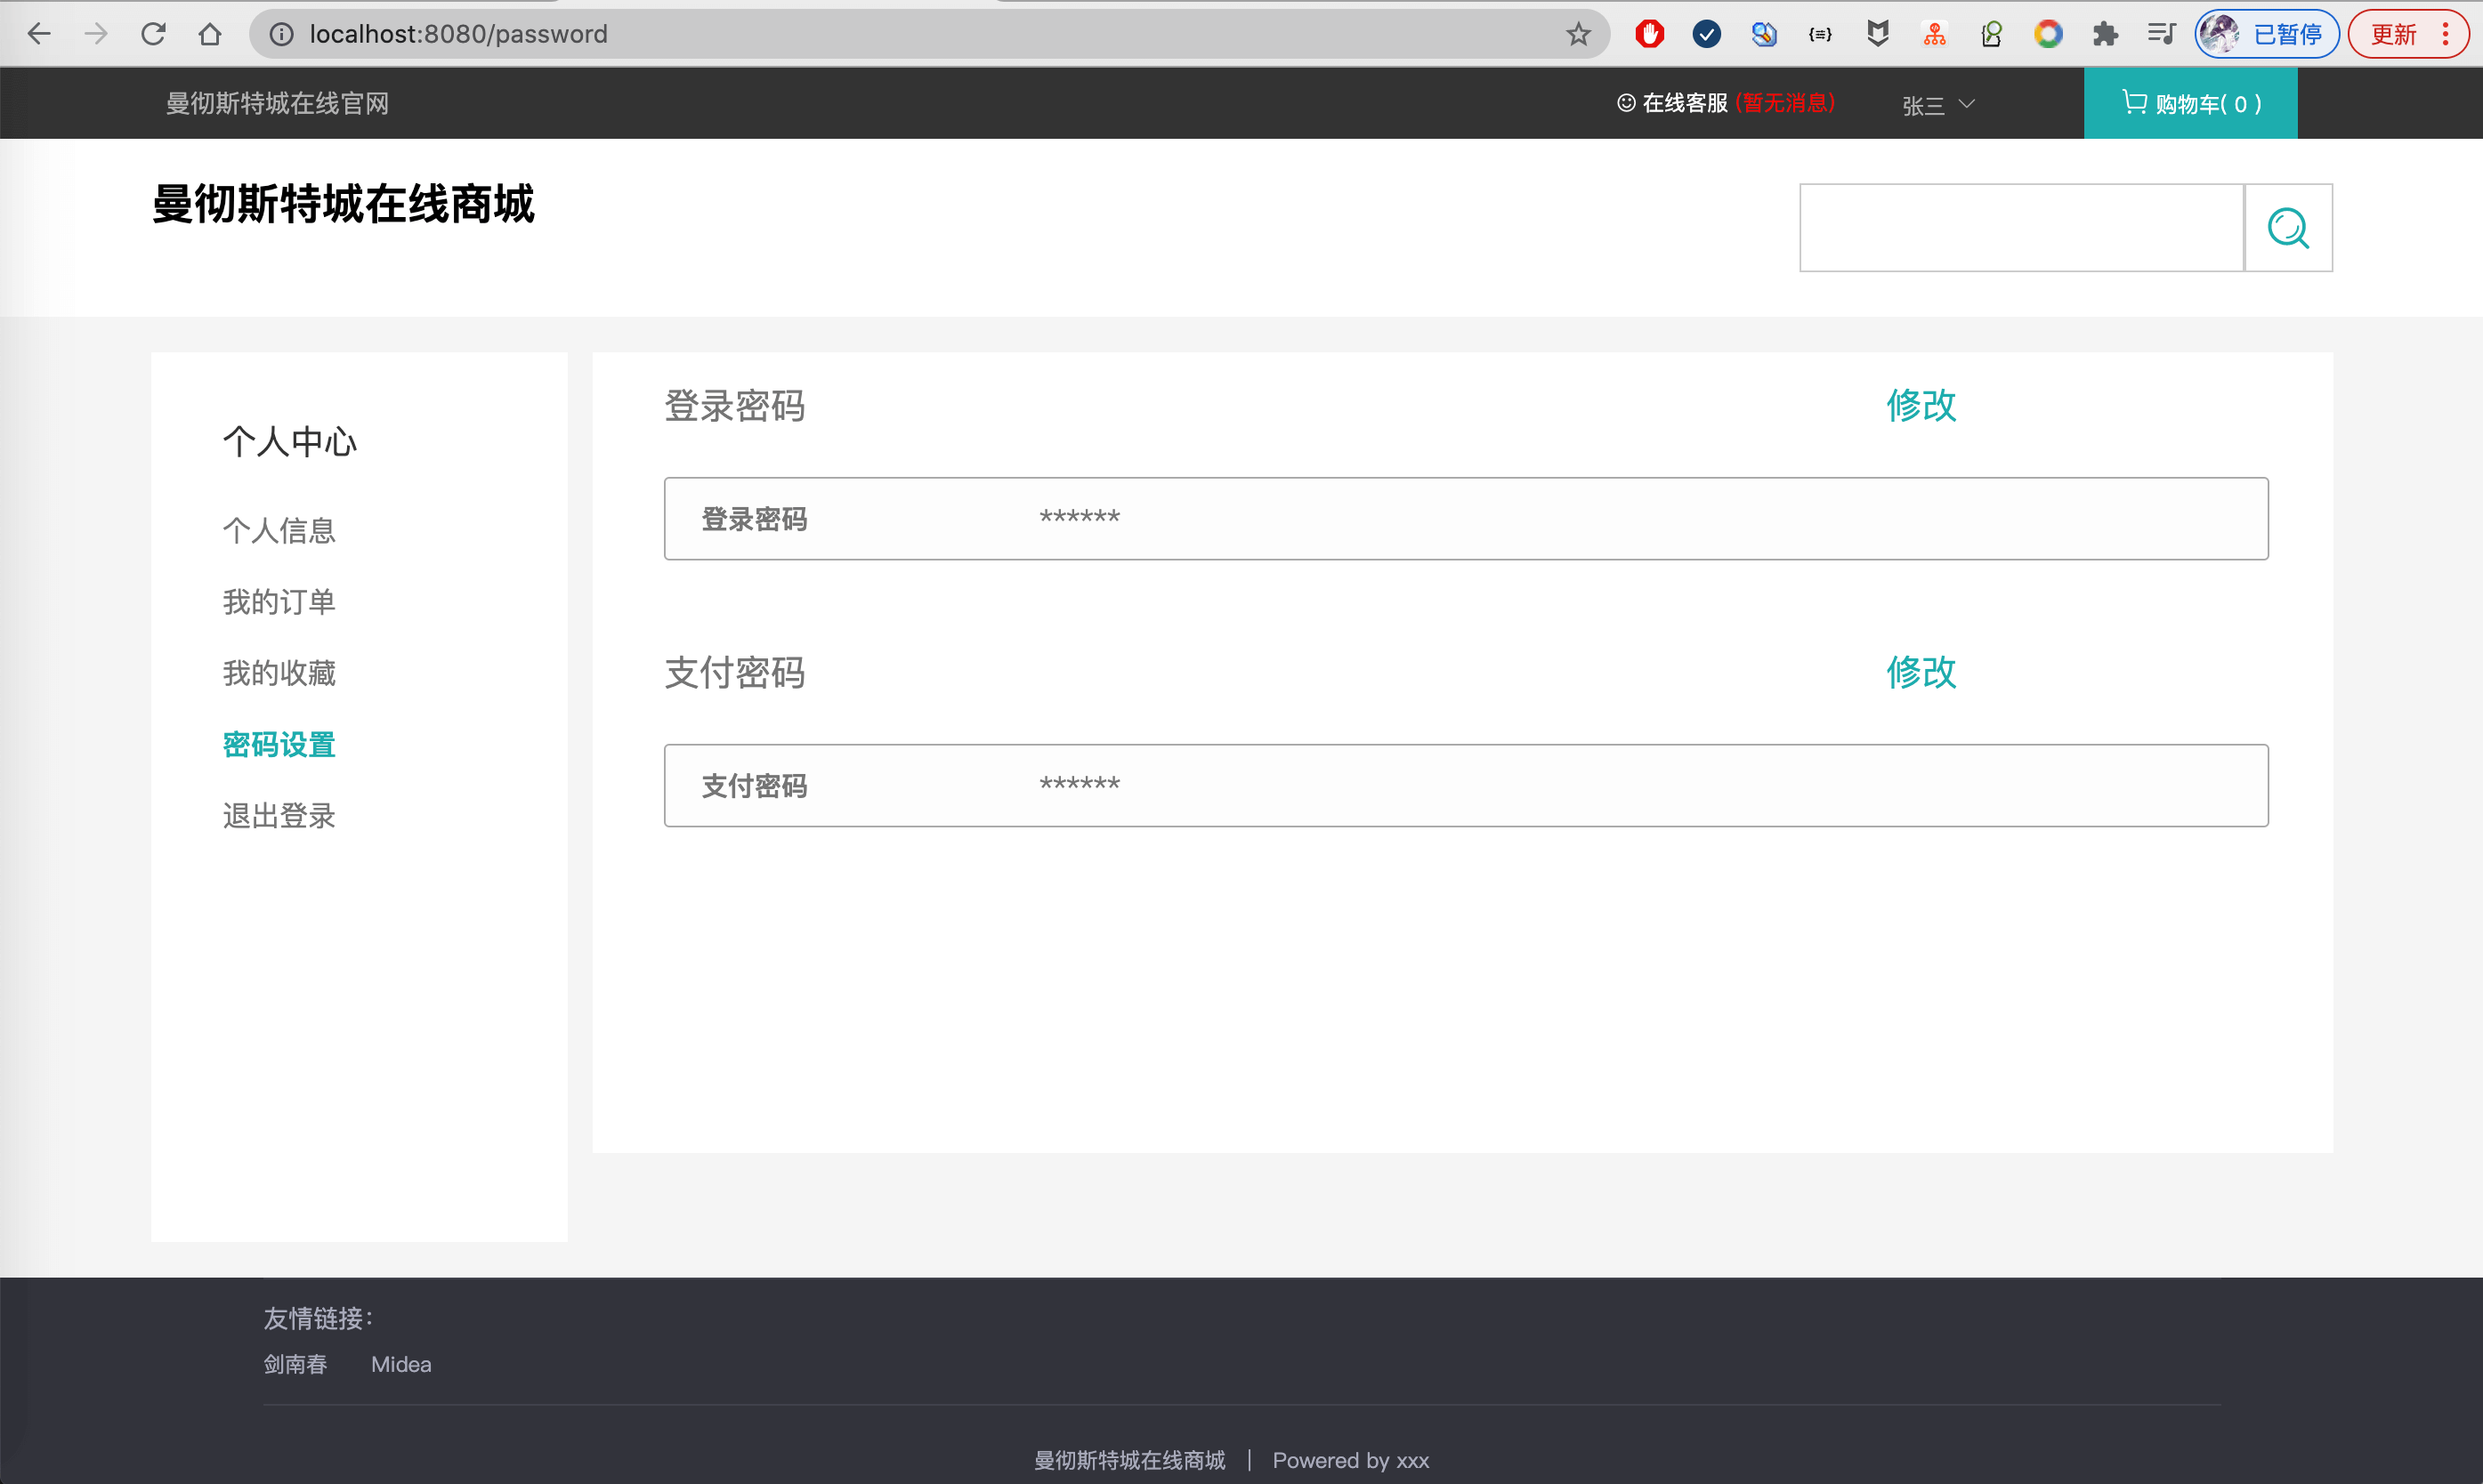 localhost:8080/password
{≡}
已暂停
更新
曼彻斯特城在线官网
在线客服 (暂无消息)
张三
购物车( 0 )
曼彻斯特城在线商城
个人中心
个人信息
我的订单
我的收藏
密码设置
退出登录
登录密码
修改
登录密码 ******
支付密码
修改
支付密码 ******
友情链接：
剑南春 Midea
曼彻斯特城在线商城 | Powered by xxx